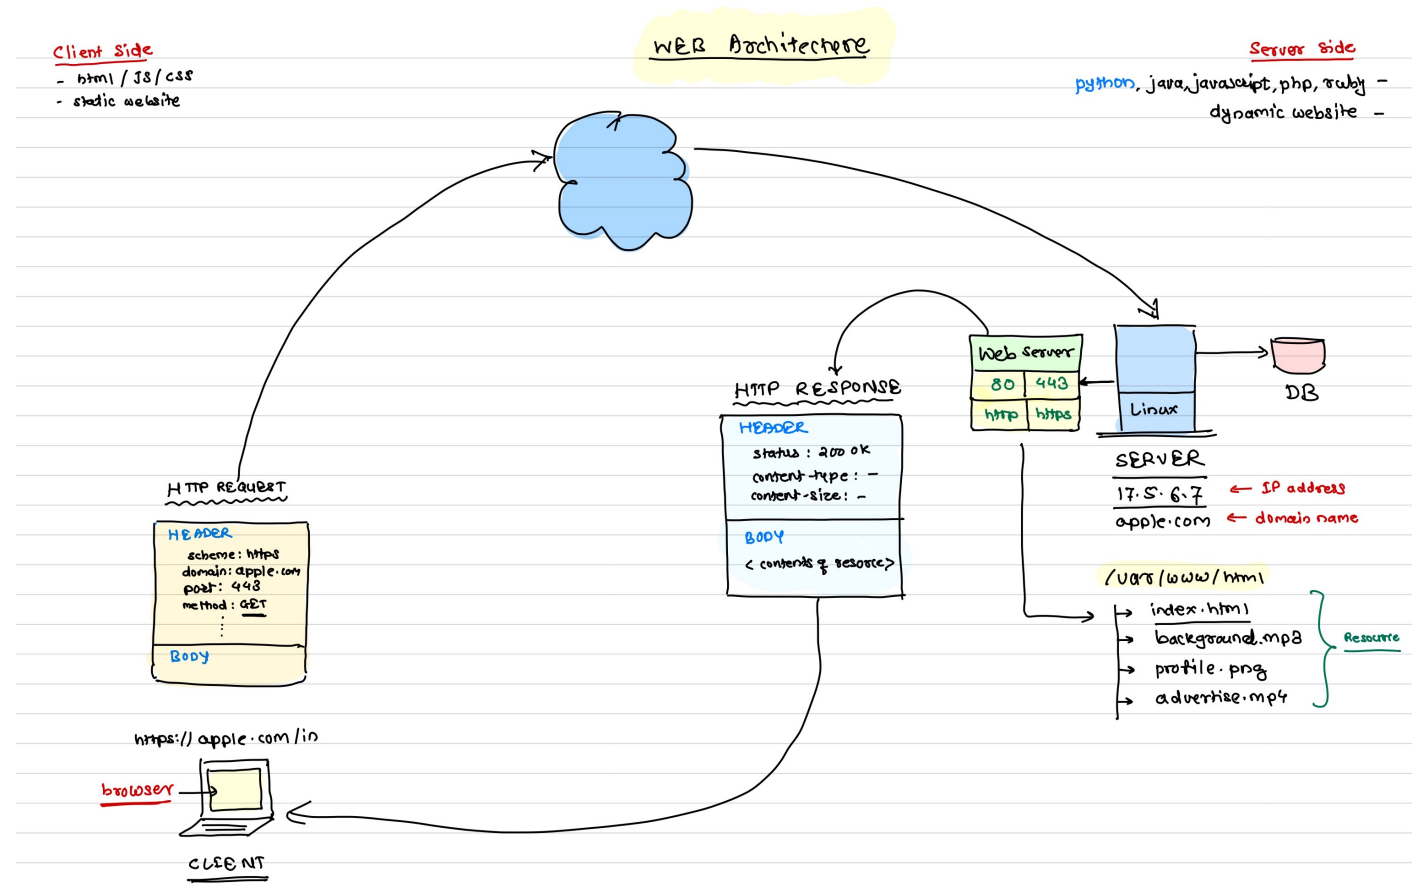 WEB Architecture
Client Side
- html / JS / css
- static website
Server side
python, java, javascript, php, ruby -
dynamic website -
HTTP REQUEST
HEADER
scheme: https
domain: apple.com
port: 443
method: GET
BODY
https:// apple.com/in
browser
CLIENT
HTTP RESPONSE
HEADER
status: 200 ok
content-type: -
content-size: -
BODY
< contents of resource>
Web server
80 443
http https
Linux
DB
SERVER
17.5.6.7 ← IP address
apple.com ← domain name
/var/www/html
index.html
background.mp3
profile.png
advertise.mp4
Resource